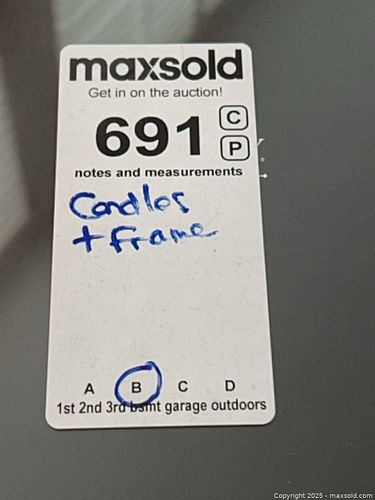 maxsold
Get in on the auction!
691 C
P
notes and measurements
Candles
+ Frame
A B C D
1st 2nd 3rd bsmt garage outdoors
Copyright 2025 - maxsold.com